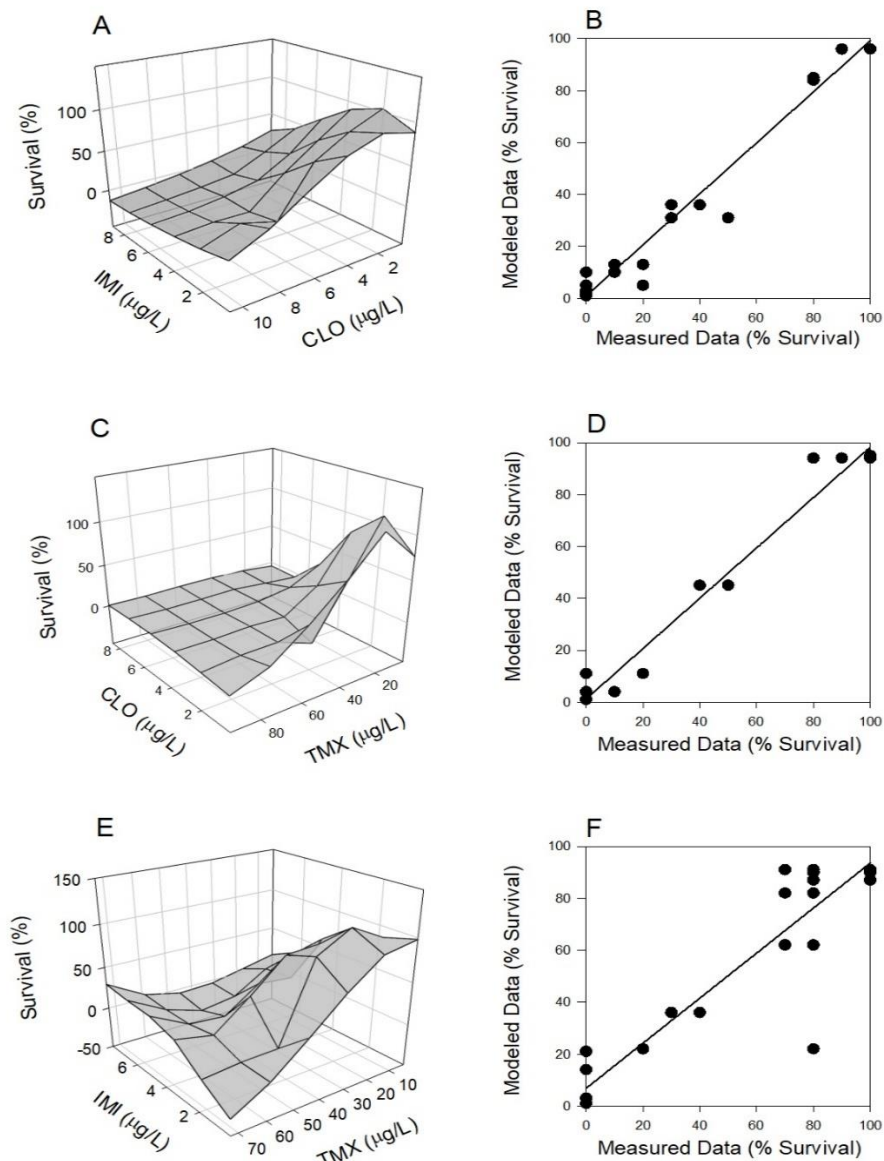 A
Survival (%)
100
50
0
8
6
4
2
IMI (μg/L)
10
8
6
4
2
CLO (μg/L)
B
Modeled Data (% Survival)
100
80
60
40
20
0
0 20 40 60 80 100
Measured Data (% Survival)
C
Survival (%)
100
50
0
8
6
4
2
CLO (μg/L)
80
60
40
20
TMX (μg/L)
D
Modeled Data (% Survival)
100
80
60
40
20
0
0 20 40 60 80 100
Measured Data (% Survival)
E
Survival (%)
150
100
50
0
-50
6
4
2
IMI (μg/L)
70
60
50
40
30
20
10
TMX (μg/L)
F
Modeled Data (% Survival)
100
80
60
40
20
0
0 20 40 60 80 100
Measured Data (% Survival)